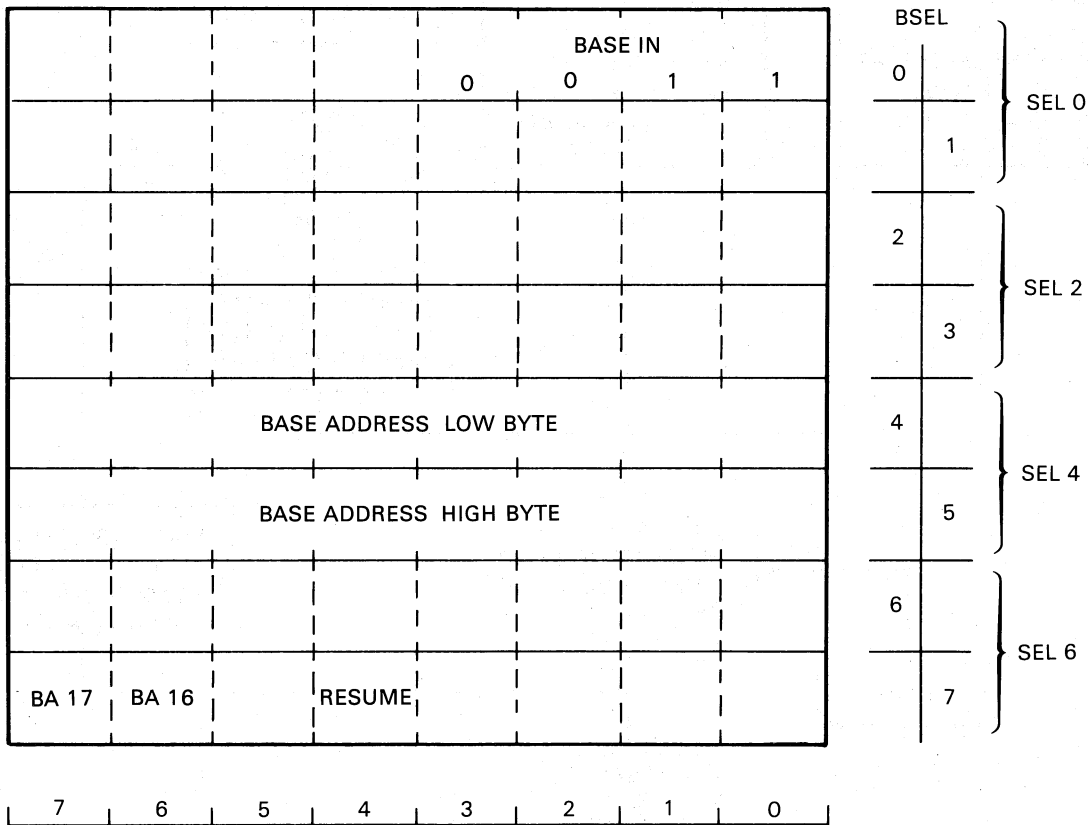 BSEL
BASE IN
0 0 1 1
0
SEL 0
1
2
SEL 2
3
BASE ADDRESS LOW BYTE
4
SEL 4
BASE ADDRESS HIGH BYTE
5
6
SEL 6
BA 17 BA 16 RESUME
7
7 6 5 4 3 2 1 0